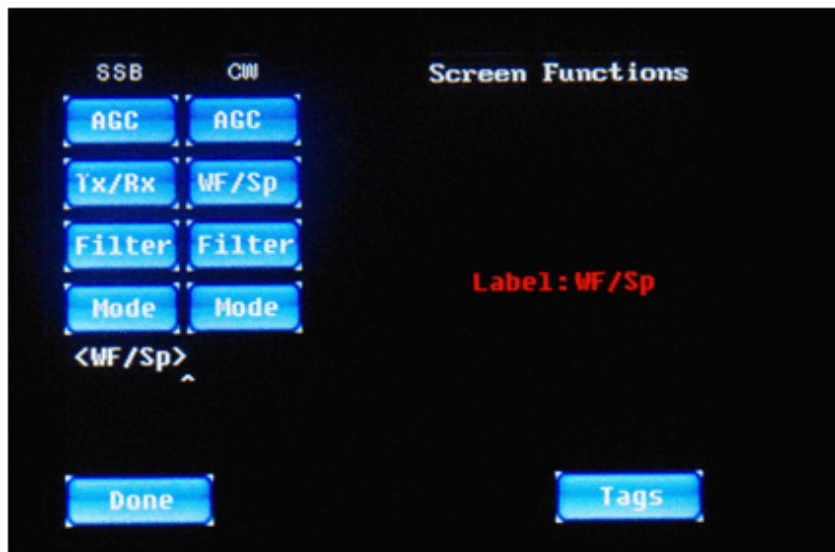 SSB CW Screen Functions
AGC AGC
Tx/Rx WF/Sp
Filter Filter
Label:WF/Sp
Mode Mode
<WF/Sp>
^
Done Tags